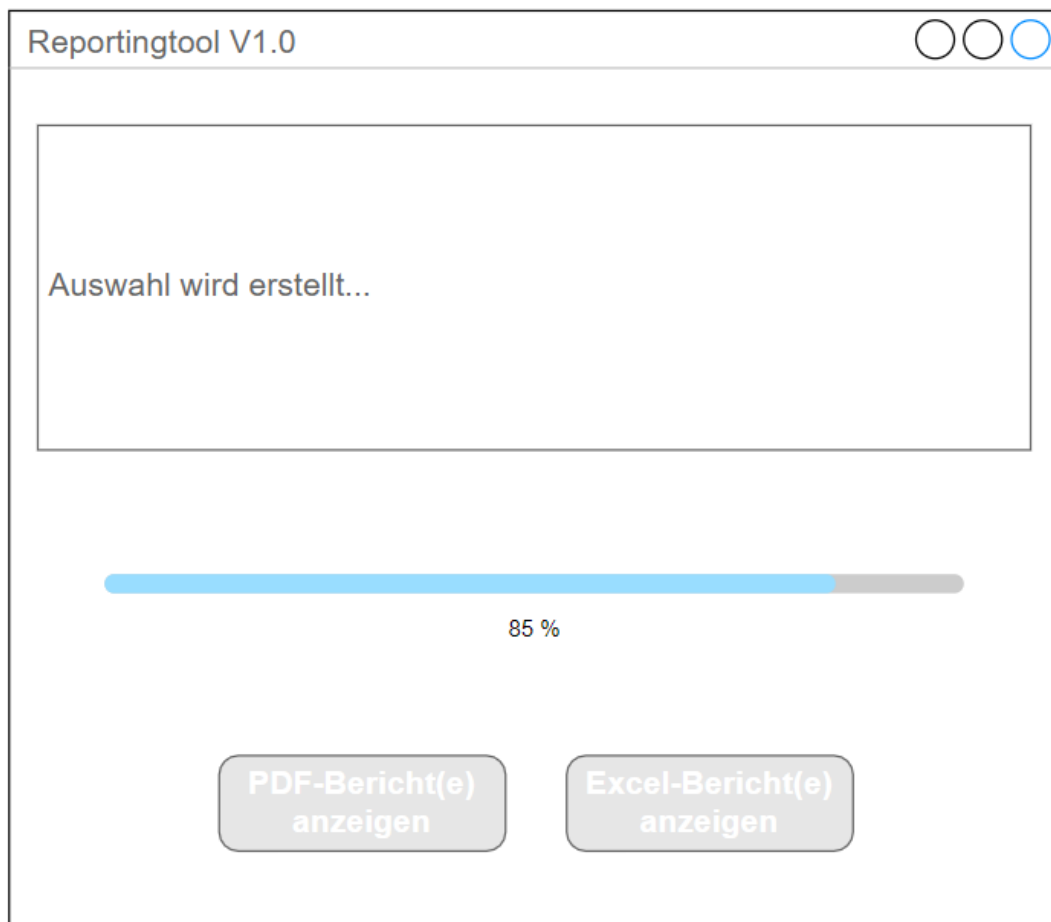 Reportingtool V1.0
Auswahl wird erstellt...
85 %
PDF-Bericht(e)
anzeigen
Excel-Bericht(e)
anzeigen